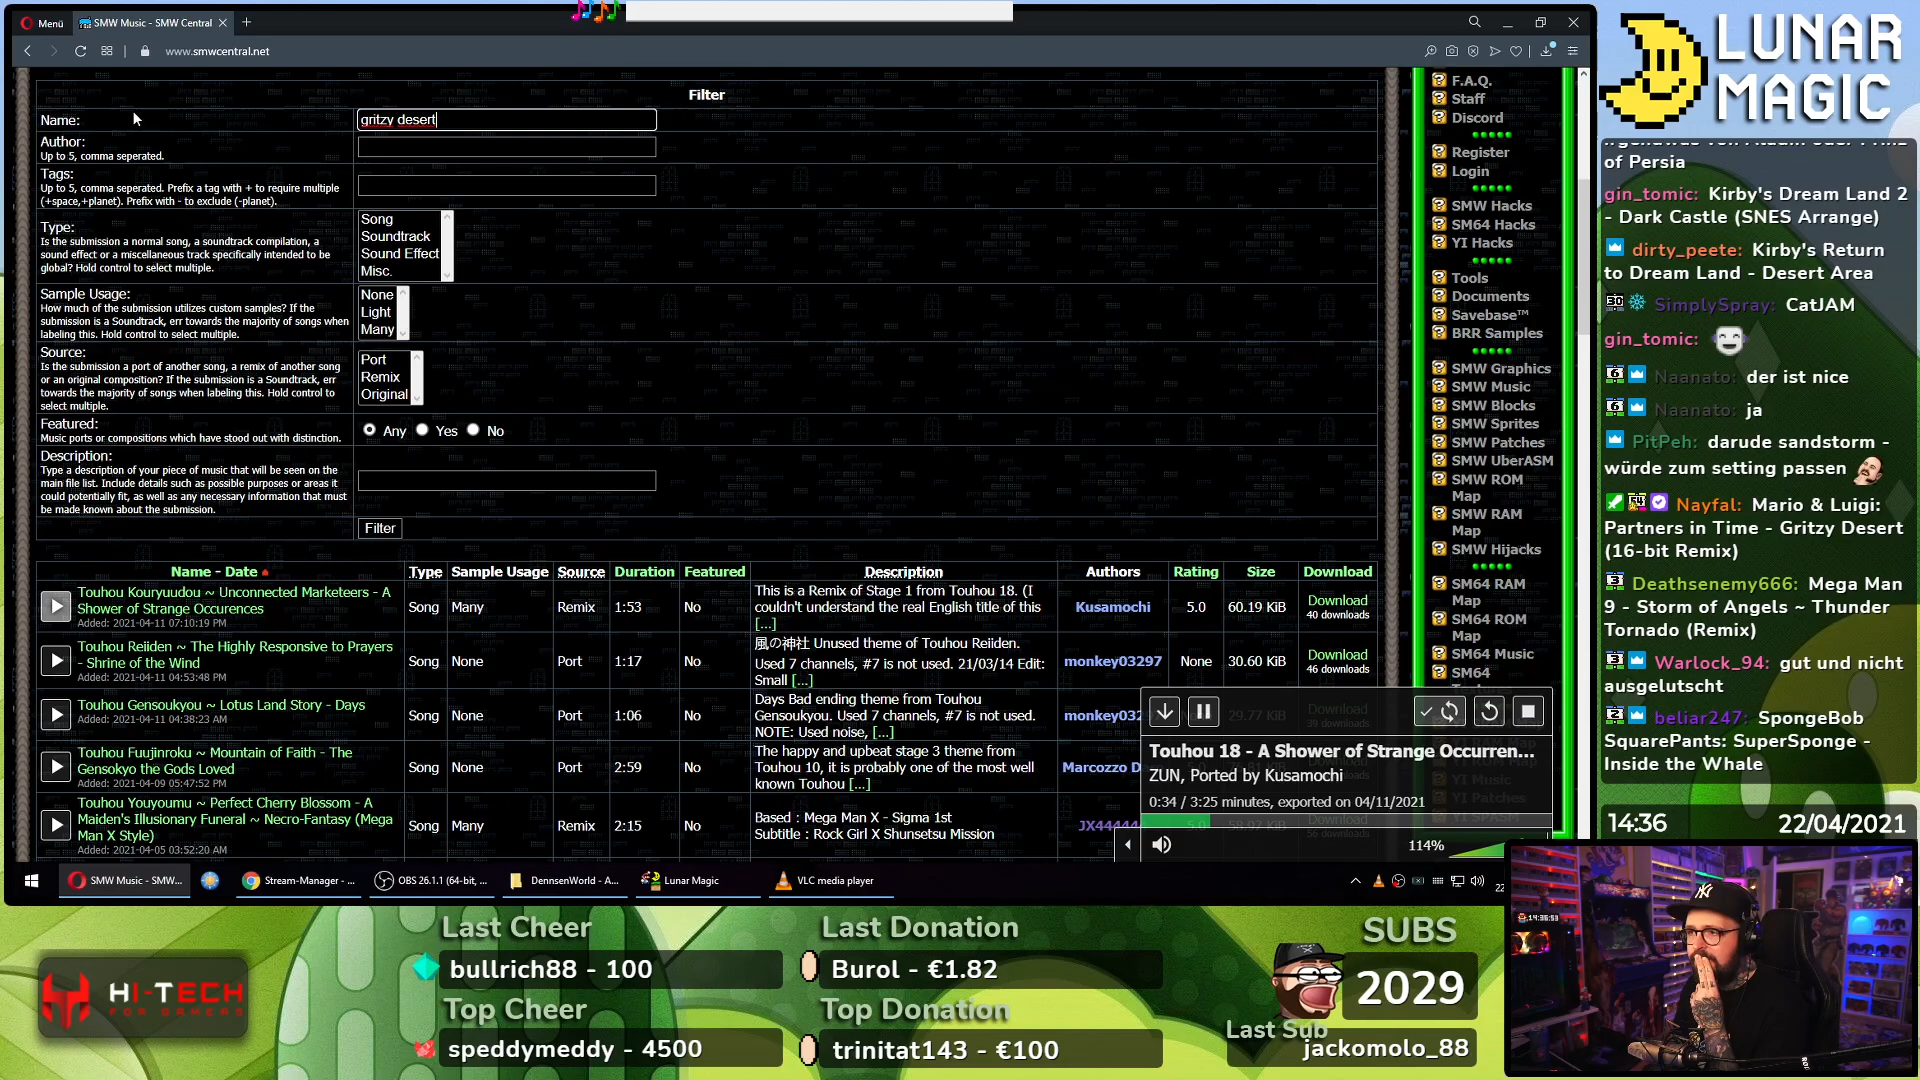 Menü
SMW Music - SMW Central
www.smwcentral.net
Filter
Name:
gritzy desert
Author:
Up to 5, comma seperated.
Tags:
Up to 5, comma seperated. Prefix a tag with + to require multiple
(+space,+planet). Prefix with - to exclude (-planet).
Type:
Is the submission a normal song, a soundtrack compilation, a
sound effect or a miscellaneous track specifically intended to be
global? Hold control to select multiple.
Song
Soundtrack
Sound Effect
Misc.
Sample Usage:
How much of the submission utilizes custom samples? If the
submission is a Soundtrack, err towards the majority of songs when
labeling this. Hold control to select multiple.
None
Light
Many
Source:
Is the submission a port of another song, a remix of another song
or an original composition? If the submission is a Soundtrack, err
towards the majority of songs when labeling this. Hold control to
select multiple.
Port
Remix
Original
Featured:
Music ports or compositions which have stood out with distinction.
Any Yes No
Description:
Type a description of your piece of music that will be seen on the
main file list. Include details such as possible purposes or areas it
could potentially fit, as well as any necessary information that must
be made known about the submission.
Filter
Name - Date Type Sample Usage Source Duration Featured Description Authors Rating Size Download
Touhou Kouryuudou ~ Unconnected Marketeers - A
Shower of Strange Occurences
Added: 2021-04-11 07:10:19 PM
Song Many Remix 1:53 No
This is a Remix of Stage 1 from Touhou 18. (I
couldn't understand the real English title of this
[...]
Kusamochi 5.0 60.19 KiB Download
40 downloads
Touhou Reiiden ~ The Highly Responsive to Prayers
- Shrine of the Wind
Added: 2021-04-11 04:53:48 PM
Song None Port 1:17 No
風の神社 Unused theme of Touhou Reiiden.
Used 7 channels, #7 is not used. 21/03/14 Edit:
Small [...]
monkey03297 None 30.60 KiB Download
46 downloads
Touhou Gensoukyou ~ Lotus Land Story - Days
Added: 2021-04-11 04:38:23 AM
Song None Port 1:06 No
Days Bad ending theme from Touhou
Gensoukyou. Used 7 channels, #7 is not used.
NOTE: Used noise, [...]
monkey032
Touhou Fuujinroku ~ Mountain of Faith - The
Gensokyo the Gods Loved
Added: 2021-04-09 05:47:52 PM
Song None Port 2:59 No
The happy and upbeat stage 3 theme from
Touhou 10, it is probably one of the most well
known Touhou [...]
Marcozzo D
Touhou Youyoumu ~ Perfect Cherry Blossom - A
Maiden's Illusionary Funeral ~ Necro-Fantasy (Mega
Man X Style)
Added: 2021-04-05 03:52:20 AM
Song Many Remix 2:15 No
Based : Mega Man X - Sigma 1st
Subtitle : Rock Girl X Shunsetsu Mission
JX44444
Touhou 18 - A Shower of Strange Occurren...
ZUN, Ported by Kusamochi
0:34 / 3:25 minutes, exported on 04/11/2021
114%
F.A.Q.
Staff
Discord
Register
Login
SMW Hacks
SM64 Hacks
YI Hacks
Tools
Documents
Savebase™
BRR Samples
SMW Graphics
SMW Music
SMW Blocks
SMW Sprites
SMW Patches
SMW UberASM
SMW ROM
Map
SMW RAM
Map
SMW Hijacks
SM64 RAM
Map
SM64 ROM
Map
SM64 Music
SM64
SMW Music - SMW...
Stream-Manager - ...
OBS 26.1.1 (64-bit, ...
DennsenWorld - A...
Lunar Magic
VLC media player
LUNAR
MAGIC
of Persia
gin_tomic: Kirby's Dream Land 2
- Dark Castle (SNES Arrange)
dirty_peete: Kirby's Return
to Dream Land - Desert Area
SimplySpray: CatJAM
gin_tomic:
Naanato: der ist nice
Naanato: ja
PitPeh: darude sandstorm -
würde zum setting passen
Nayfal: Mario & Luigi:
Partners in Time - Gritzy Desert
(16-bit Remix)
Deathsenemy666: Mega Man
9 - Storm of Angels ~ Thunder
Tornado (Remix)
Warlock_94: gut und nicht
ausgelutscht
beliar247: SpongeBob
SquarePants: SuperSponge -
Inside the Whale
14:36 22/04/2021
HI-TECH
FOR GAMERS
Last Cheer
bullrich88 - 100
Top Cheer
speddymeddy - 4500
Last Donation
Burol - €1.82
Top Donation
trinitat143 - €100
SUBS
2029
Last Sub
jackomolo_88
14:36:53